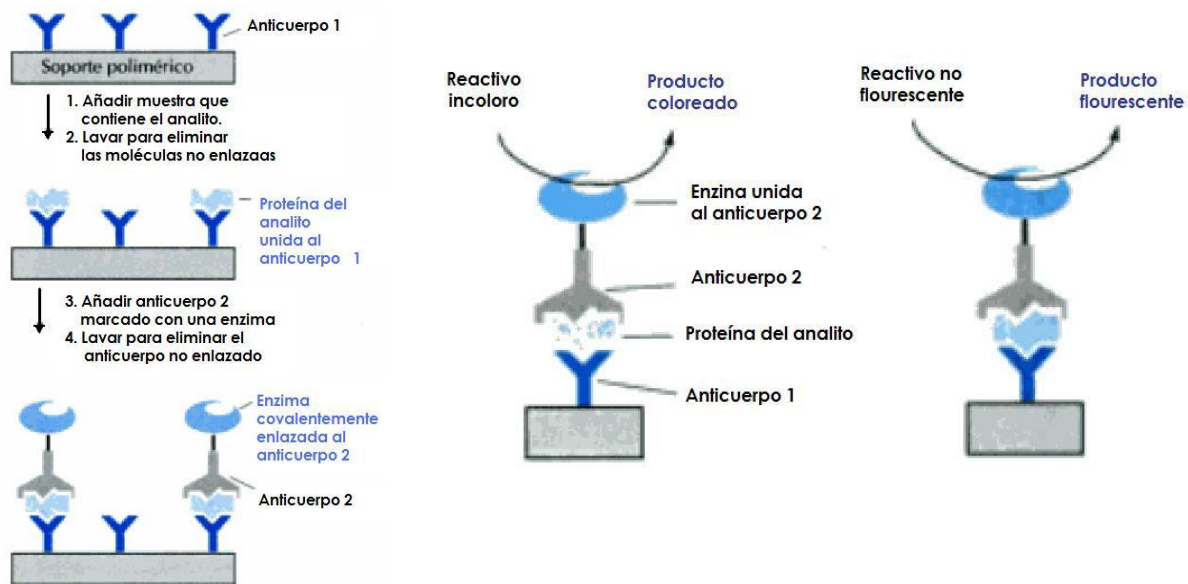 Anticuerpo 1
Soporte polimérico
1. Añadir muestra que
contiene el analito.
2. Lavar para eliminar
las moléculas no enlazaas
Proteína del
analito
unida al
anticuerpo 1
3. Añadir anticuerpo 2
marcado con una enzima
4. Lavar para eliminar el
anticuerpo no enlazado
Enzima
covalentemente
enlazada al
anticuerpo 2
Anticuerpo 2
Reactivo
incoloro
Producto
coloreado
Enzina unida
al anticuerpo 2
Anticuerpo 2
Proteína del analito
Anticuerpo 1
Reactivo no
flourescente
Producto
flourescente